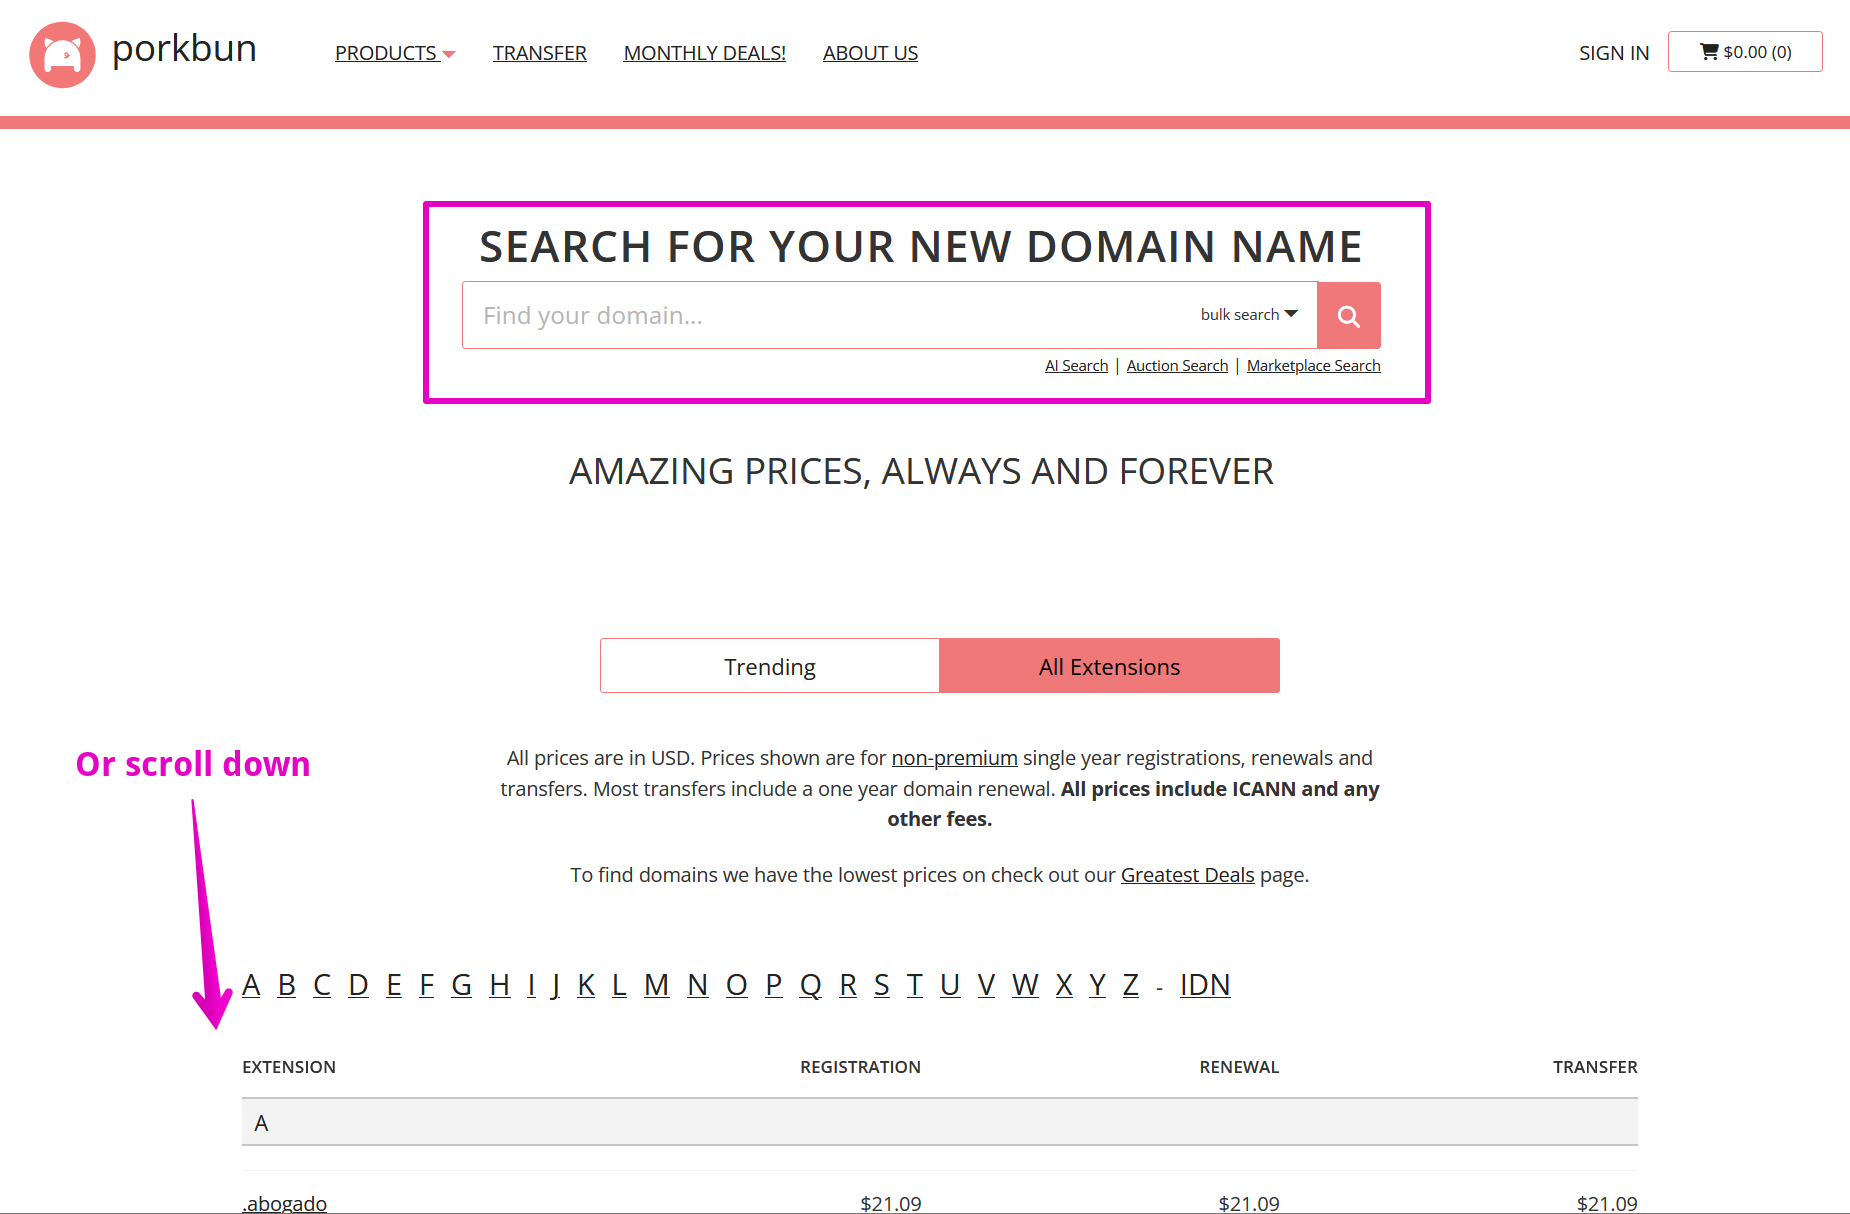 porkbun
PRODUCTS TRANSFER MONTHLY DEALS! ABOUT US SIGN IN $0.00 (0)
SEARCH FOR YOUR NEW DOMAIN NAME
Find your domain... bulk search
AI Search | Auction Search | Marketplace Search
AMAZING PRICES, ALWAYS AND FOREVER
Trending All Extensions
Or scroll down
All prices are in USD. Prices shown are for non-premium single year registrations, renewals and
transfers. Most transfers include a one year domain renewal. All prices include ICANN and any
other fees.
To find domains we have the lowest prices on check out our Greatest Deals page.
A B C D E F G H I J K L M N O P Q R S T U V W X Y Z - IDN
EXTENSION REGISTRATION RENEWAL TRANSFER
A
.abogado $21.09 $21.09 $21.09